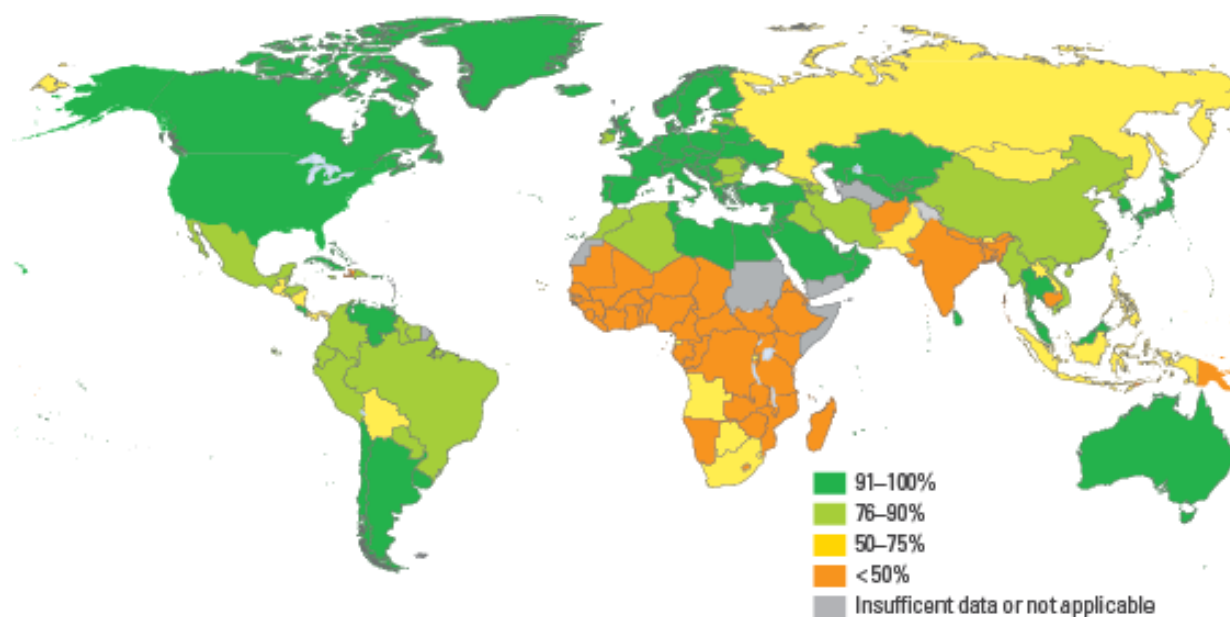 91–100%
76–90%
50–75%
<50%
Insufficent data or not applicable